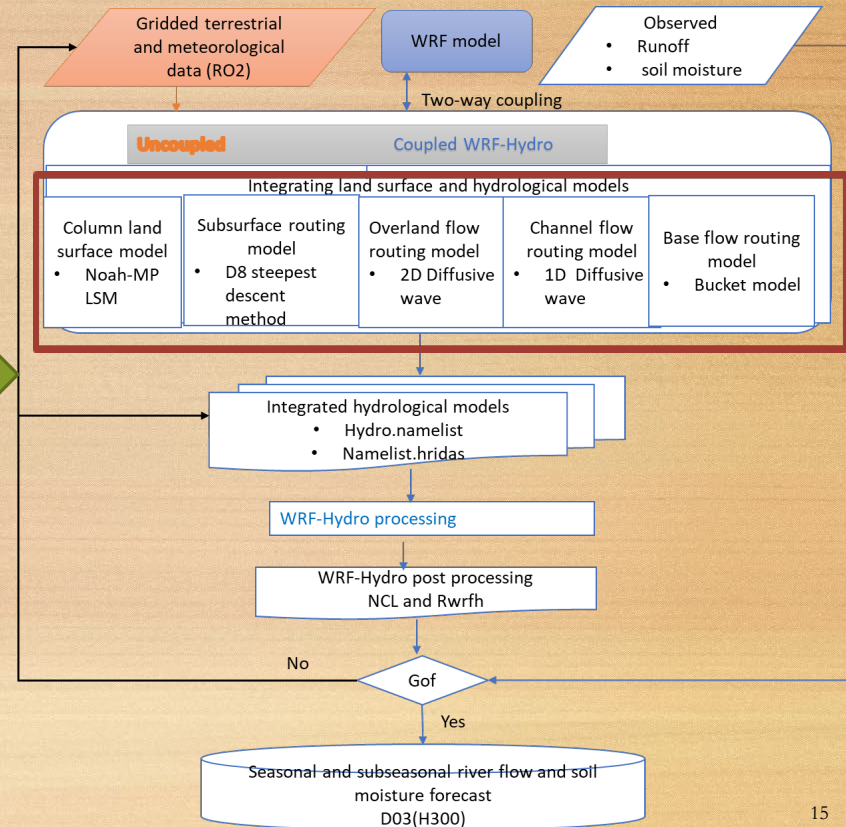 Gridded terrestrial
and meteorological
data (RO2)
WRF model
Observed
• Runoff
• soil moisture
Two-way coupling
Uncoupled
Coupled WRF-Hydro
Integrating land surface and hydrological models
Column land
surface model
• Noah-MP
LSM
Subsurface routing
model
• D8 steepest
descent
method
Overland flow
routing model
• 2D Diffusive
wave
Channel flow
routing model
• 1D Diffusive
wave
Base flow routing
model
• Bucket model
Integrated hydrological models
• Hydro.namelist
• Namelist.hridas
WRF-Hydro processing
WRF-Hydro post processing
NCL and Rwrfh
No
Gof
Yes
Seasonal and subseasonal river flow and soil
moisture forecast
D03(H300)
15